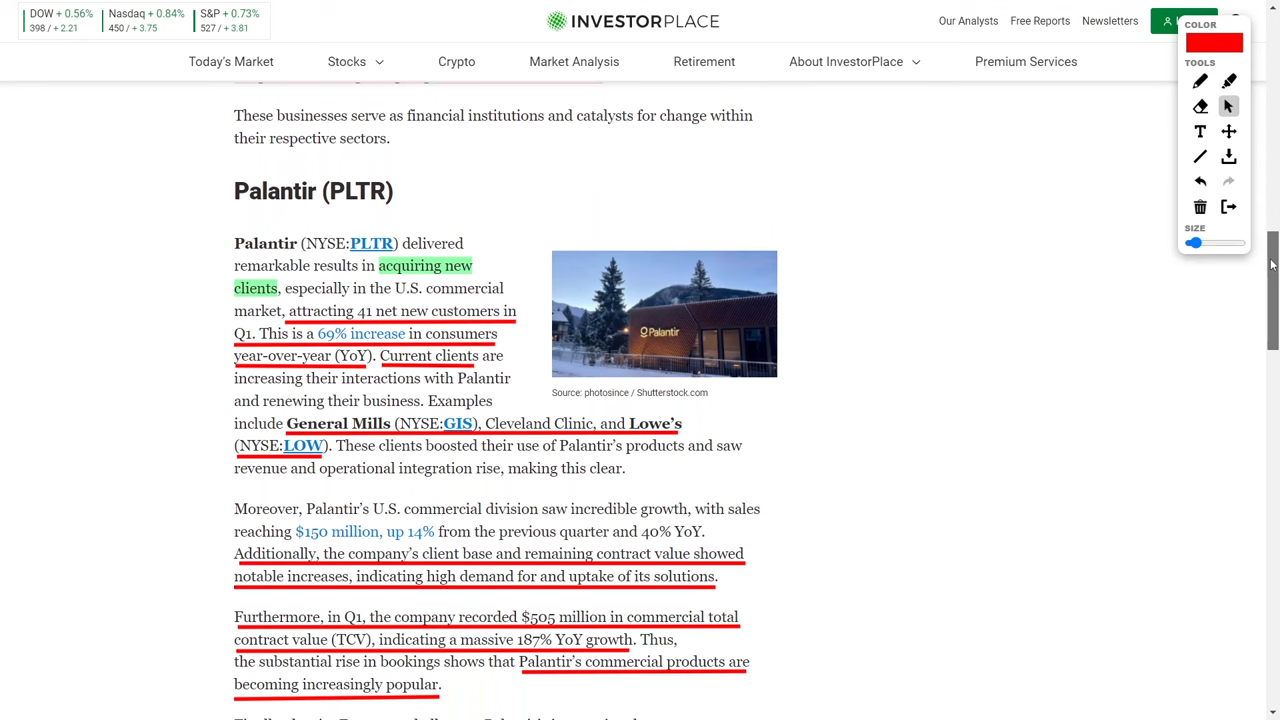 DOW + 0.56%
398 / + 2.21
Nasdaq + 0.84%
450 / + 3.75
S&P + 0.73%
527 / + 3.81
INVESTORPLACE
Our Analysts
Free Reports
Newsletters
Today's Market
Stocks
Crypto
Market Analysis
Retirement
About InvestorPlace
Premium Services
COLOR
TOOLS
T
SIZE
These businesses serve as financial institutions and catalysts for change within
their respective sectors.
Palantir (PLTR)
Palantir (NYSE:PLTR) delivered
remarkable results in acquiring new
clients, especially in the U.S. commercial
market, attracting 41 net new customers in
Q1. This is a 69% increase in consumers
year-over-year (YoY). Current clients are
increasing their interactions with Palantir
and renewing their business. Examples
include General Mills (NYSE:GIS), Cleveland Clinic, and Lowe's
(NYSE:LOW). These clients boosted their use of Palantir's products and saw
revenue and operational integration rise, making this clear.
Palantir
Source: photosince / Shutterstock.com
Moreover, Palantir's U.S. commercial division saw incredible growth, with sales
reaching $150 million, up 14% from the previous quarter and 40% YoY.
Additionally, the company's client base and remaining contract value showed
notable increases, indicating high demand for and uptake of its solutions.
Furthermore, in Q1, the company recorded $505 million in commercial total
contract value (TCV), indicating a massive 187% YoY growth. Thus,
the substantial rise in bookings shows that Palantir's commercial products are
becoming increasingly popular.